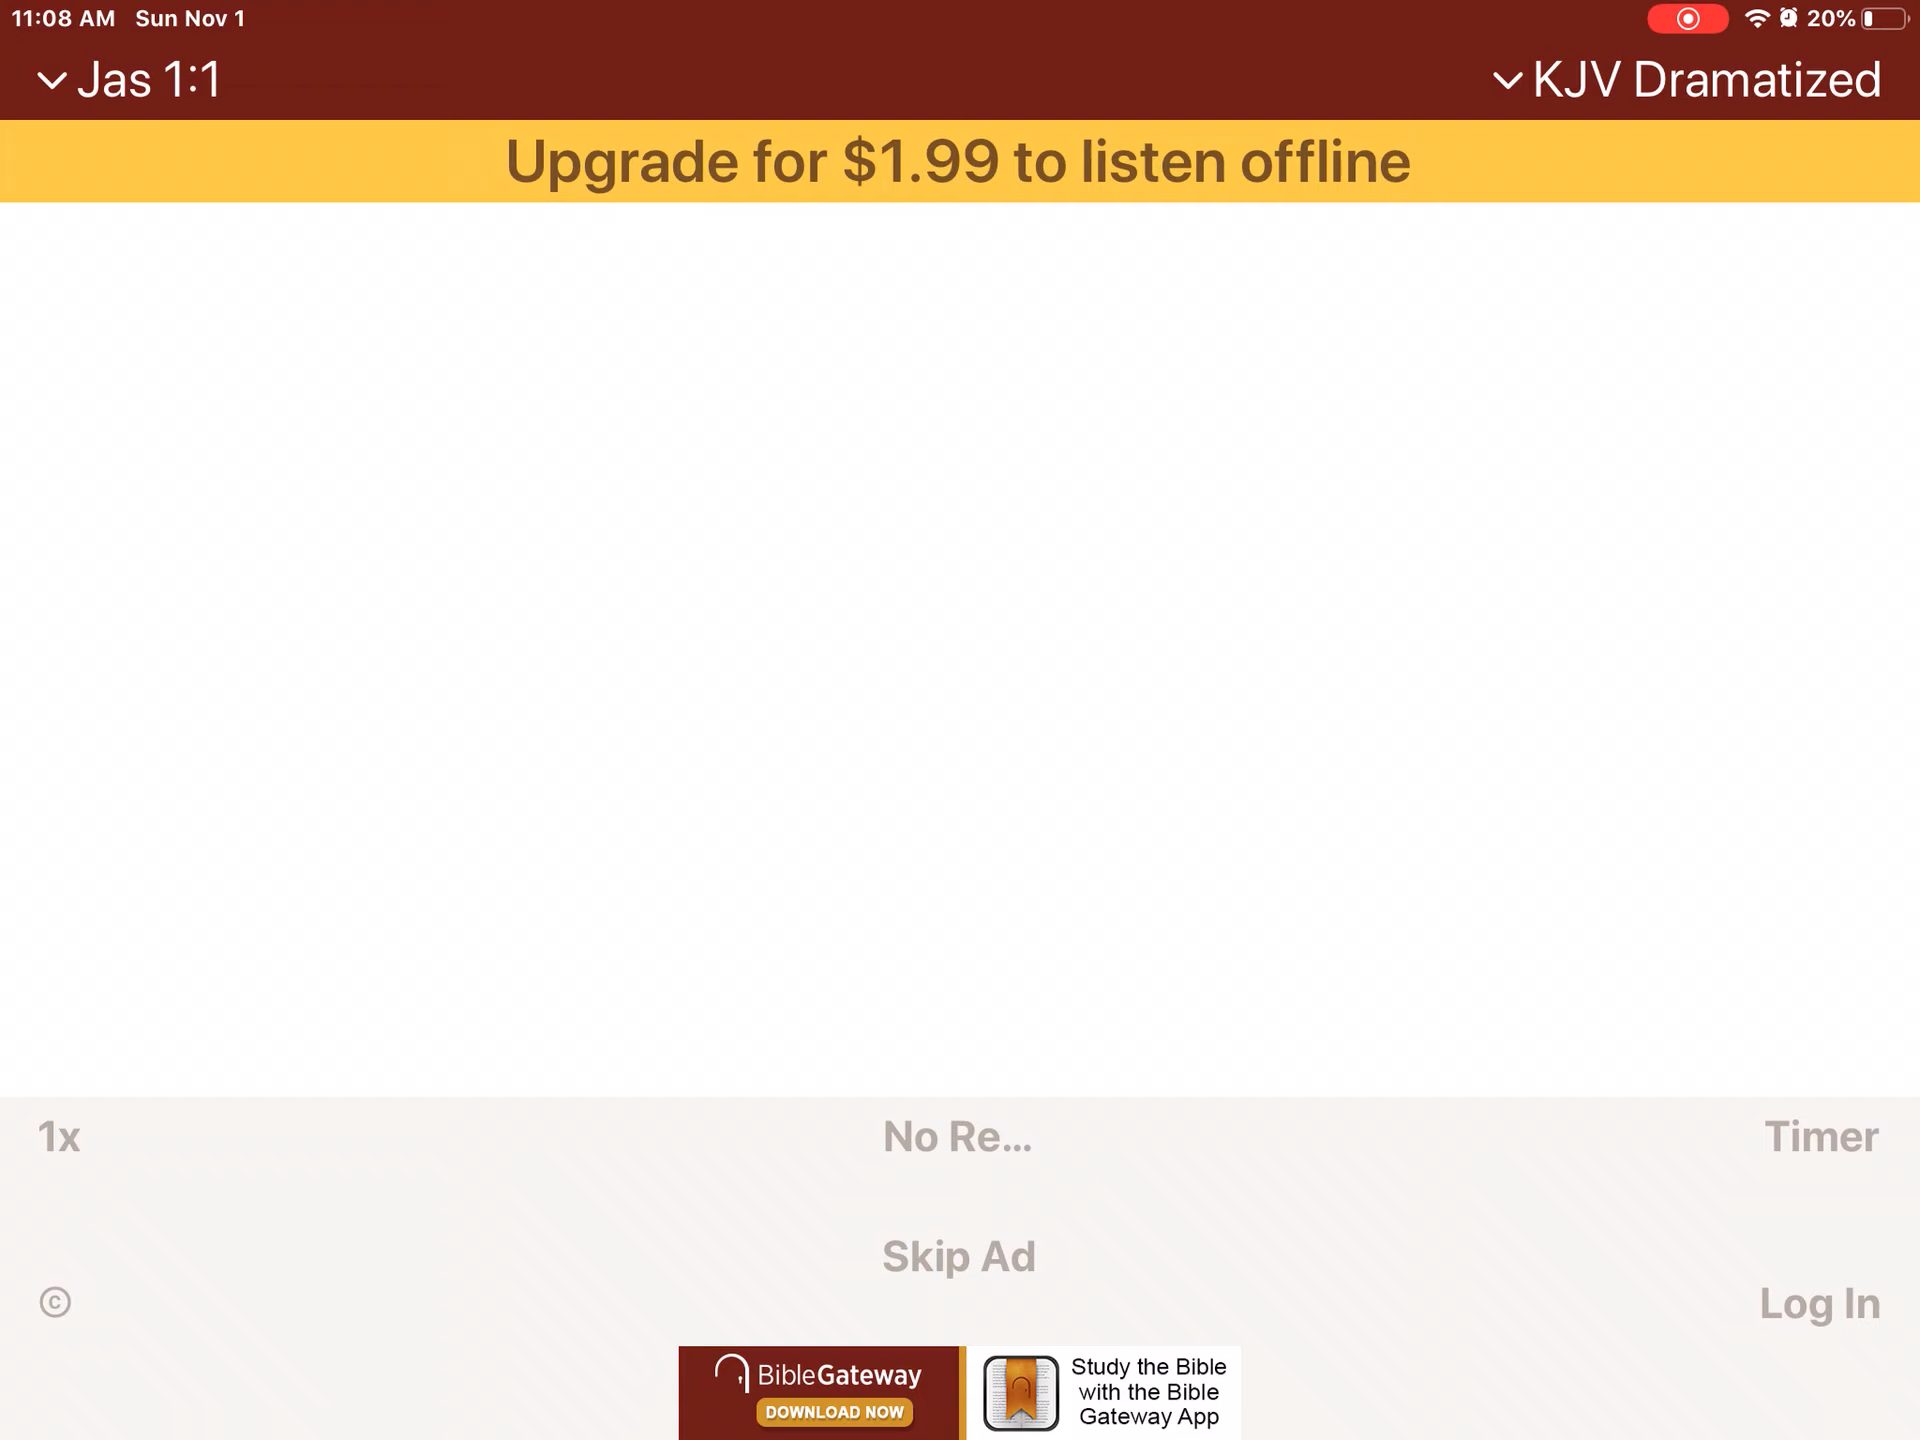 11:08 AM Sun Nov 1
20%
Jas 1:1
KJV Dramatized
Upgrade for $1.99 to listen offline
1x
No Re...
Timer
Skip Ad
©
Log In
BibleGateway
DOWNLOAD NOW
Study the Bible
with the Bible
Gateway App